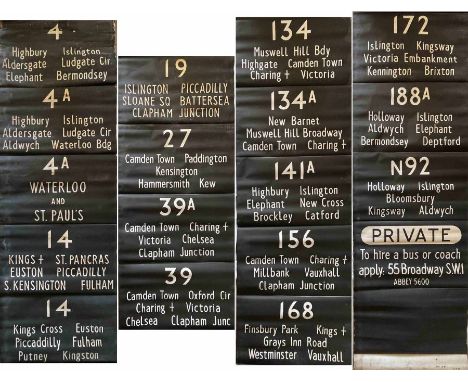 4
Highbury Islington
Aldersgate Ludgate Cir
Elephant Bermondsey
4A
Highbury Islington
Aldersgate Ludgate Cir
Aldwych Waterloo Bdg
4A
WATERLOO
AND
ST. PAUL'S
14
KINGS + ST. PANCRAS
EUSTON PICCADILLY
S. KENSINGTON FULHAM
14
Kings Cross Euston
Piccadilly Fulham
Putney Kingston
19
ISLINGTON PICCADILLY
SLOANE SQ BATTERSEA
CLAPHAM JUNCTION
27
Camden Town Paddington
Kensington
Hammersmith Kew
39A
Camden Town Charing +
Victoria Chelsea
Clapham Junction
39
Camden Town Oxford Cir
Charing + Victoria
Chelsea Clapham Junc
134
Muswell Hill Bdy
Highgate Camden Town
Charing + Victoria
134A
New Barnet
Muswell Hill Broadway
Camden Town Charing +
141A
Highbury Islington
Elephant New Cross
Brockley Catford
156
Camden Town Charing +
Millbank Vauxhall
Clapham Junction
168
Finsbury Park Kings +
Grays Inn Road
Westminster Vauxhall
172
Islington Kingsway
Victoria Embankment
Kennington Brixton
188A
Holloway Islington
Aldwych Elephant
Bermondsey Deptford
N92
Holloway Islington
Bloomsbury
Kingsway Aldwych
PRIVATE
To hire a bus or coach
apply: 55 Broadway SW1
ABBEY 5600